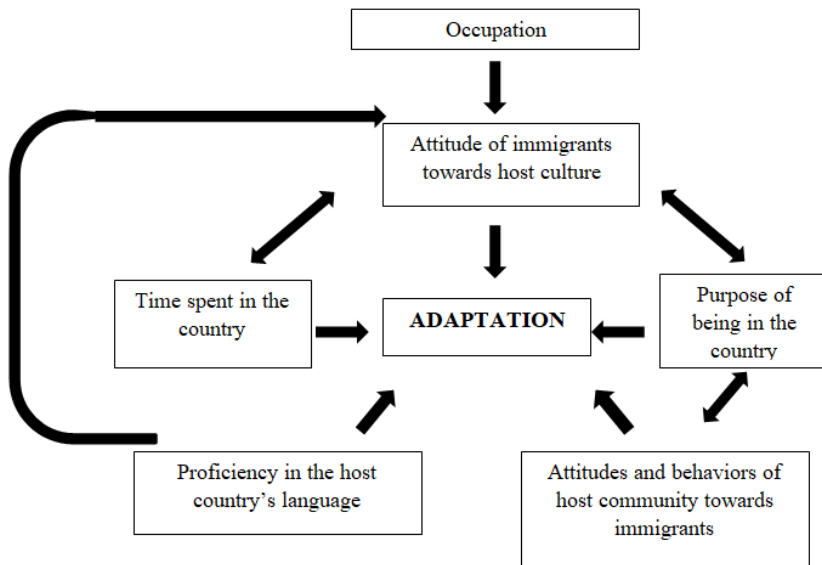 Occupation
Attitude of immigrants
towards host culture
Time spent in the
country
ADAPTATION
Purpose of
being in the
country
Proficiency in the host
country's language
Attitudes and behaviors of
host community towards
immigrants